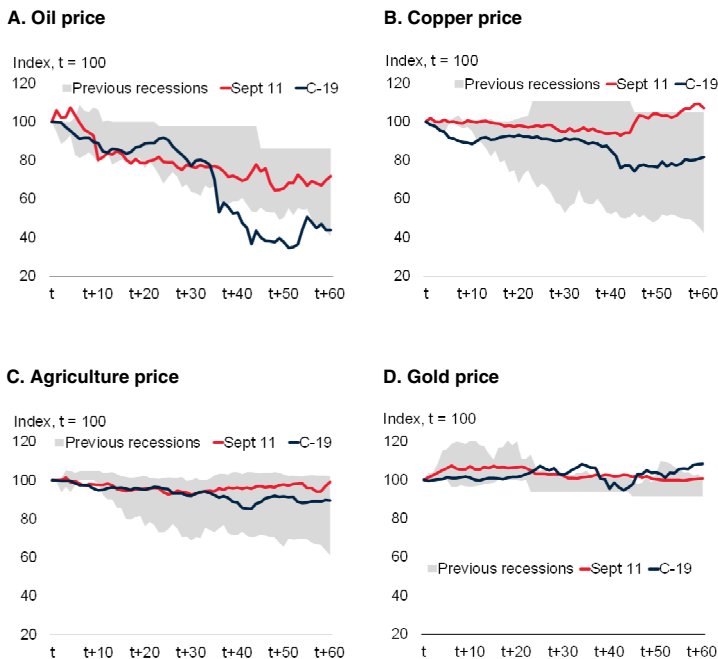 A. Oil price
Index, t = 100
120
Previous recessions Sept 11 C-19
100
80
60
40
20
t t+10 t+20 t+30 t+40 t+50 t+60
B. Copper price
Index, t = 100
120
Previous recessions Sept 11 C-19
100
80
60
40
20
t t+10 t+20 t+30 t+40 t+50 t+60
C. Agriculture price
Index, t = 100
120
Previous recessions Sept 11 C-19
100
80
60
40
20
t t+10 t+20 t+30 t+40 t+50 t+60
D. Gold price
Index, t = 100
120
100
80
60
Previous recessions Sept 11 C-19
40
20
t t+10 t+20 t+30 t+40 t+50 t+60